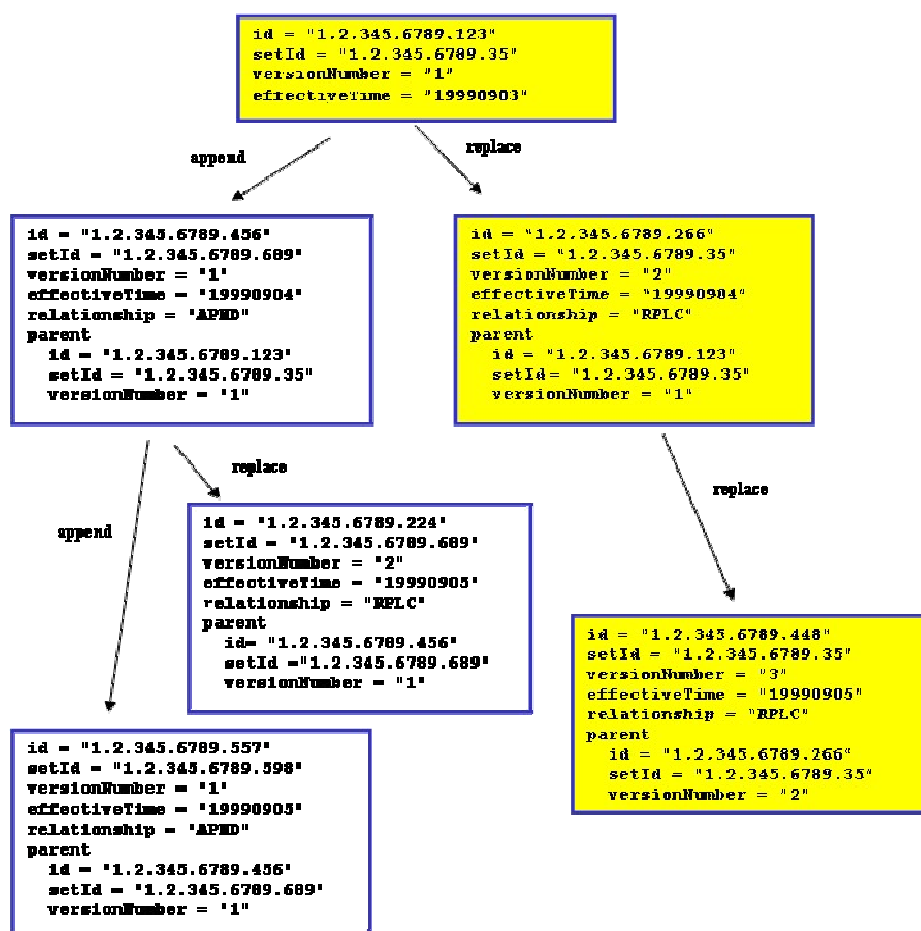 id = "1.2.345.6789.123"
setId = "1.2.345.6789.35"
versionNumber = "1"
effectiveTime = "19990903"
append
replace
id = "1.2.345.6789.456"
setId = "1.2.345.6789.689"
versionNumber = "1"
effectiveTime = "19990904"
relationship = "APND"
parent
id = "1.2.345.6789.123"
setId = "1.2.345.6789.35"
versionNumber = "1"
id = "1.2.345.6789.266"
setId = "1.2.345.6789.35"
versionNumber = "2"
effectiveTime = "19990904"
relationship = "RPLC"
parent
id = "1.2.345.6789.123"
setId= "1.2.345.6789.35"
versionNumber = "1"
append
replace
replace
id = "1.2.345.6789.224"
setId = "1.2.345.6789.689"
versionNumber = "2"
effectiveTime = "19990905"
relationship = "RPLC"
parent
id= "1.2.345.6789.456"
setId ="1.2.345.6789.689"
versionNumber = "1"
id = "1.2.345.6789.448"
setId = "1.2.345.6789.35"
versionNumber = "3"
effectiveTime = "19990905"
relationship = "RPLC"
parent
id = "1.2.345.6789.266"
setId = "1.2.345.6789.35"
versionNumber = "2"
id = "1.2.345.6789.557"
setId = "1.2.345.6789.598"
versionNumber = "1"
effectiveTime = "19990905"
relationship = "APND"
parent
id = "1.2.345.6789.456"
setId = "1.2.345.6789.689"
versionNumber = "1"